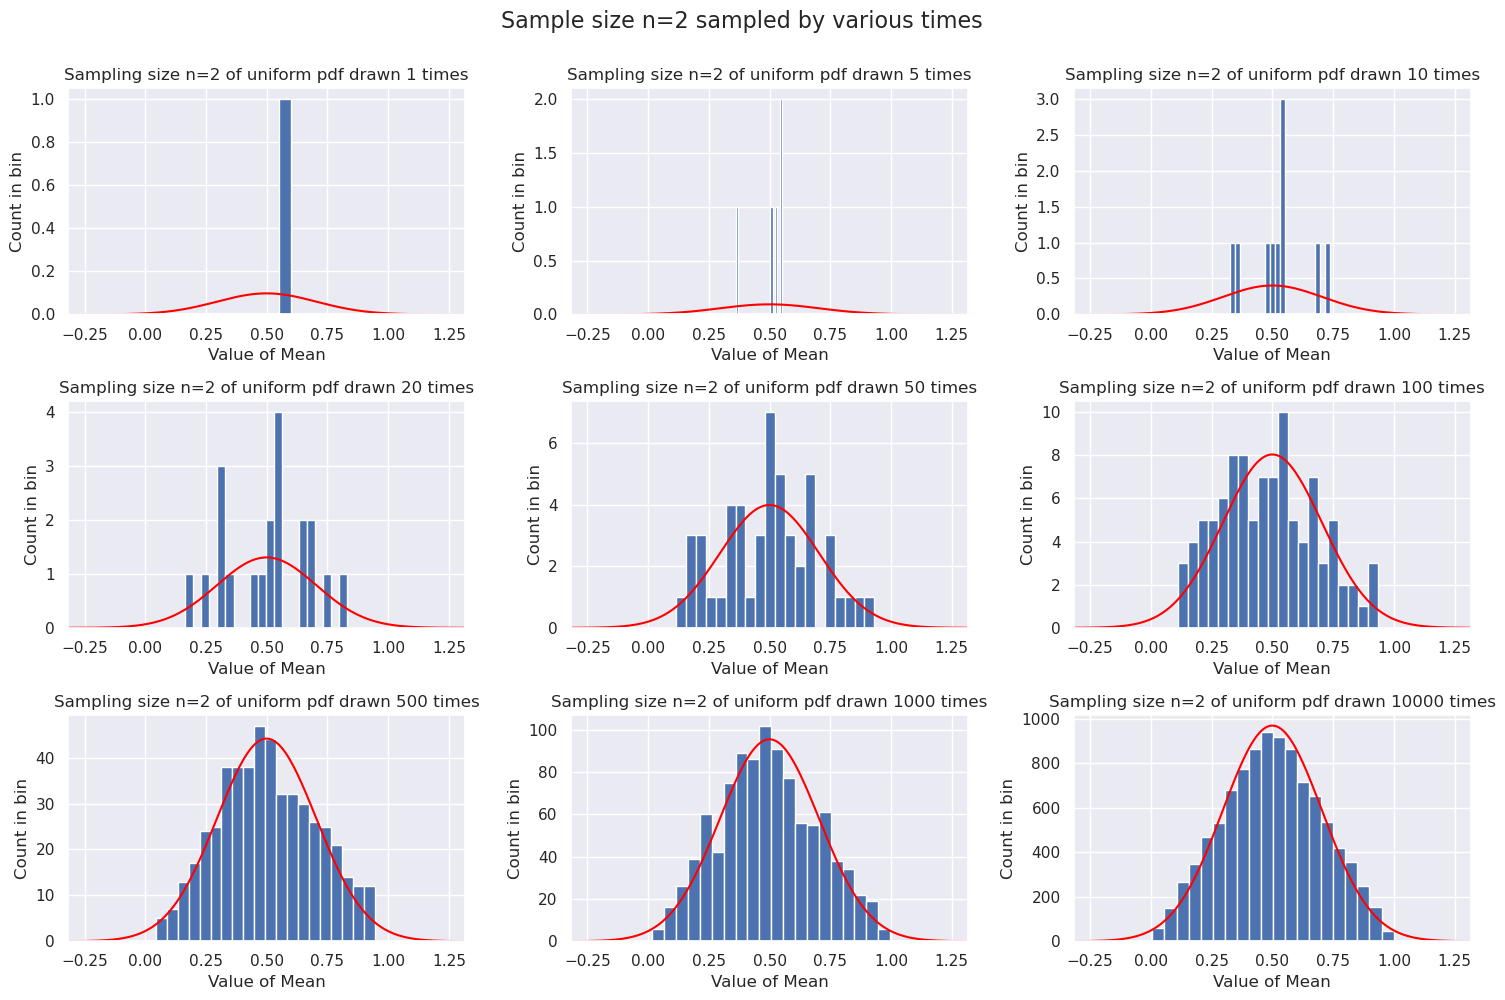 Sample size n=2 sampled by various times
Sampling size n=2 of uniform pdf drawn 1 times
1.0
0.8
0.6
0.4
0.2
0.0
Count in bin
−0.25 0.00 0.25 0.50 0.75 1.00 1.25
Value of Mean
Sampling size n=2 of uniform pdf drawn 5 times
2.0
1.5
1.0
0.5
0.0
Count in bin
−0.25 0.00 0.25 0.50 0.75 1.00 1.25
Value of Mean
Sampling size n=2 of uniform pdf drawn 10 times
3.0
2.5
2.0
1.5
1.0
0.5
0.0
Count in bin
−0.25 0.00 0.25 0.50 0.75 1.00 1.25
Value of Mean
Sampling size n=2 of uniform pdf drawn 20 times
4
3
2
1
0
Count in bin
−0.25 0.00 0.25 0.50 0.75 1.00 1.25
Value of Mean
Sampling size n=2 of uniform pdf drawn 50 times
6
4
2
0
Count in bin
−0.25 0.00 0.25 0.50 0.75 1.00 1.25
Value of Mean
Sampling size n=2 of uniform pdf drawn 100 times
10
8
6
4
2
0
Count in bin
−0.25 0.00 0.25 0.50 0.75 1.00 1.25
Value of Mean
Sampling size n=2 of uniform pdf drawn 500 times
40
30
20
10
0
Count in bin
−0.25 0.00 0.25 0.50 0.75 1.00 1.25
Value of Mean
Sampling size n=2 of uniform pdf drawn 1000 times
100
80
60
40
20
0
Count in bin
−0.25 0.00 0.25 0.50 0.75 1.00 1.25
Value of Mean
Sampling size n=2 of uniform pdf drawn 10000 times
1000
800
600
400
200
0
Count in bin
−0.25 0.00 0.25 0.50 0.75 1.00 1.25
Value of Mean